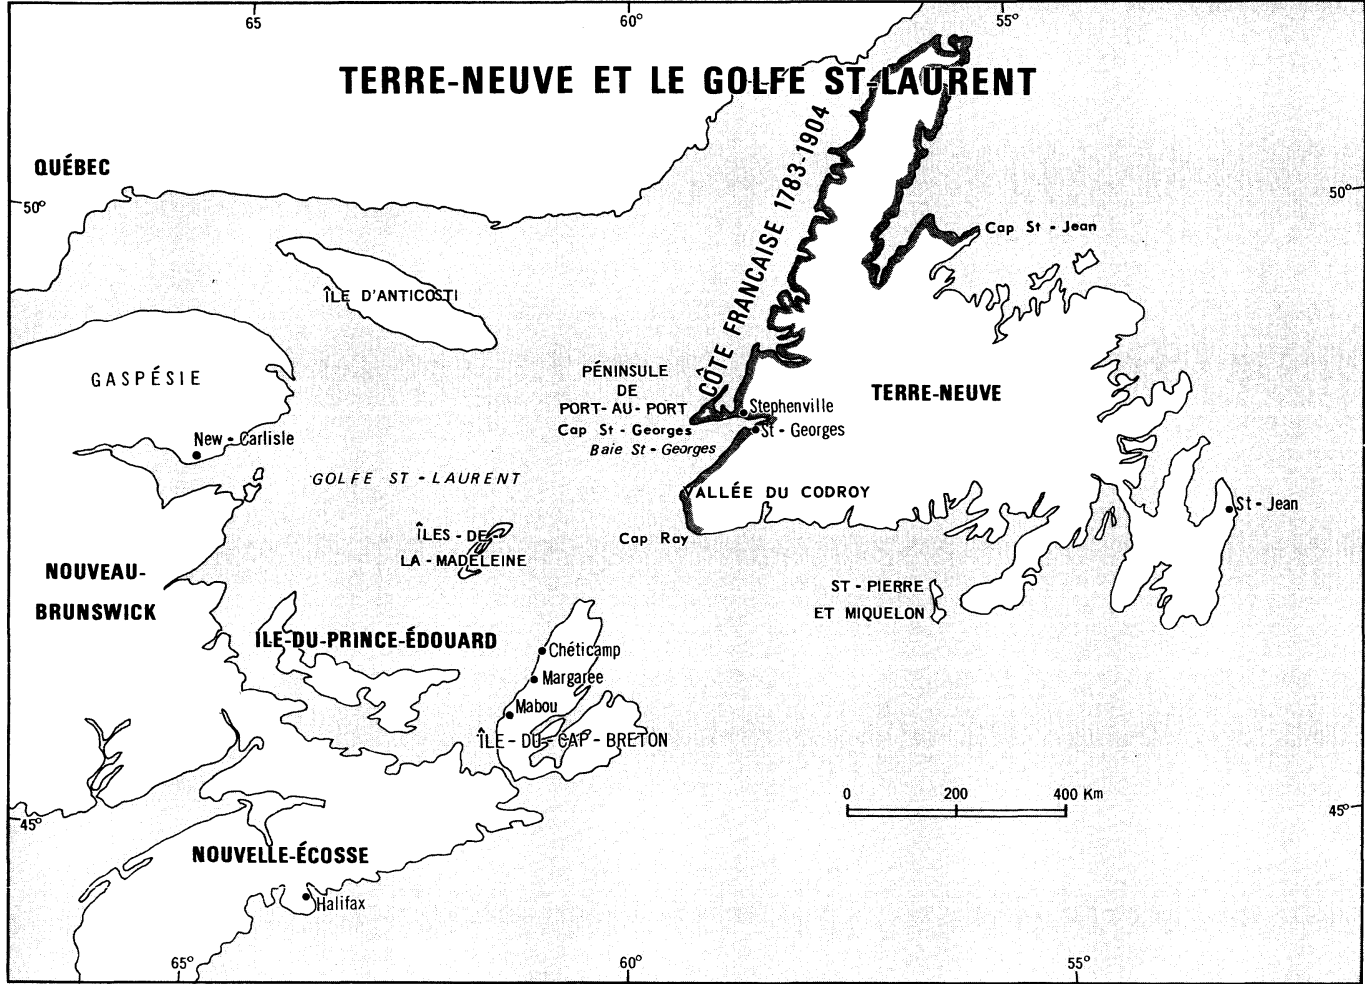 65
60°
55°
TERRE-NEUVE ET LE GOLFE ST-LAURENT
QUÉBEC
50°
50°
CÔTE FRANCAISE 1783-1904
Cap St - Jean
ÎLE D'ANTICOSTI
GASPÉSIE
PÉNINSULE
DE
PORT-AU-PORT
Cap St - Georges
Baie St - Georges
TERRE-NEUVE
Stephenville
St - Georges
New - Carlisle
GOLFE ST - LAURENT
VALLÉE DU CODROY
St - Jean
Cap Ray
ÎLES - DE
LA - MADELEINE
NOUVEAU-
BRUNSWICK
ST - PIERRE
ET MIQUELON
ILE-DU-PRINCE-ÉDOUARD
Chéticamp
Margaree
Mabou
ÎLE - DU - CAP - BRETON
0 200 400 Km
45°
45°
NOUVELLE-ÉCOSSE
Halifax
65°
60°
55°